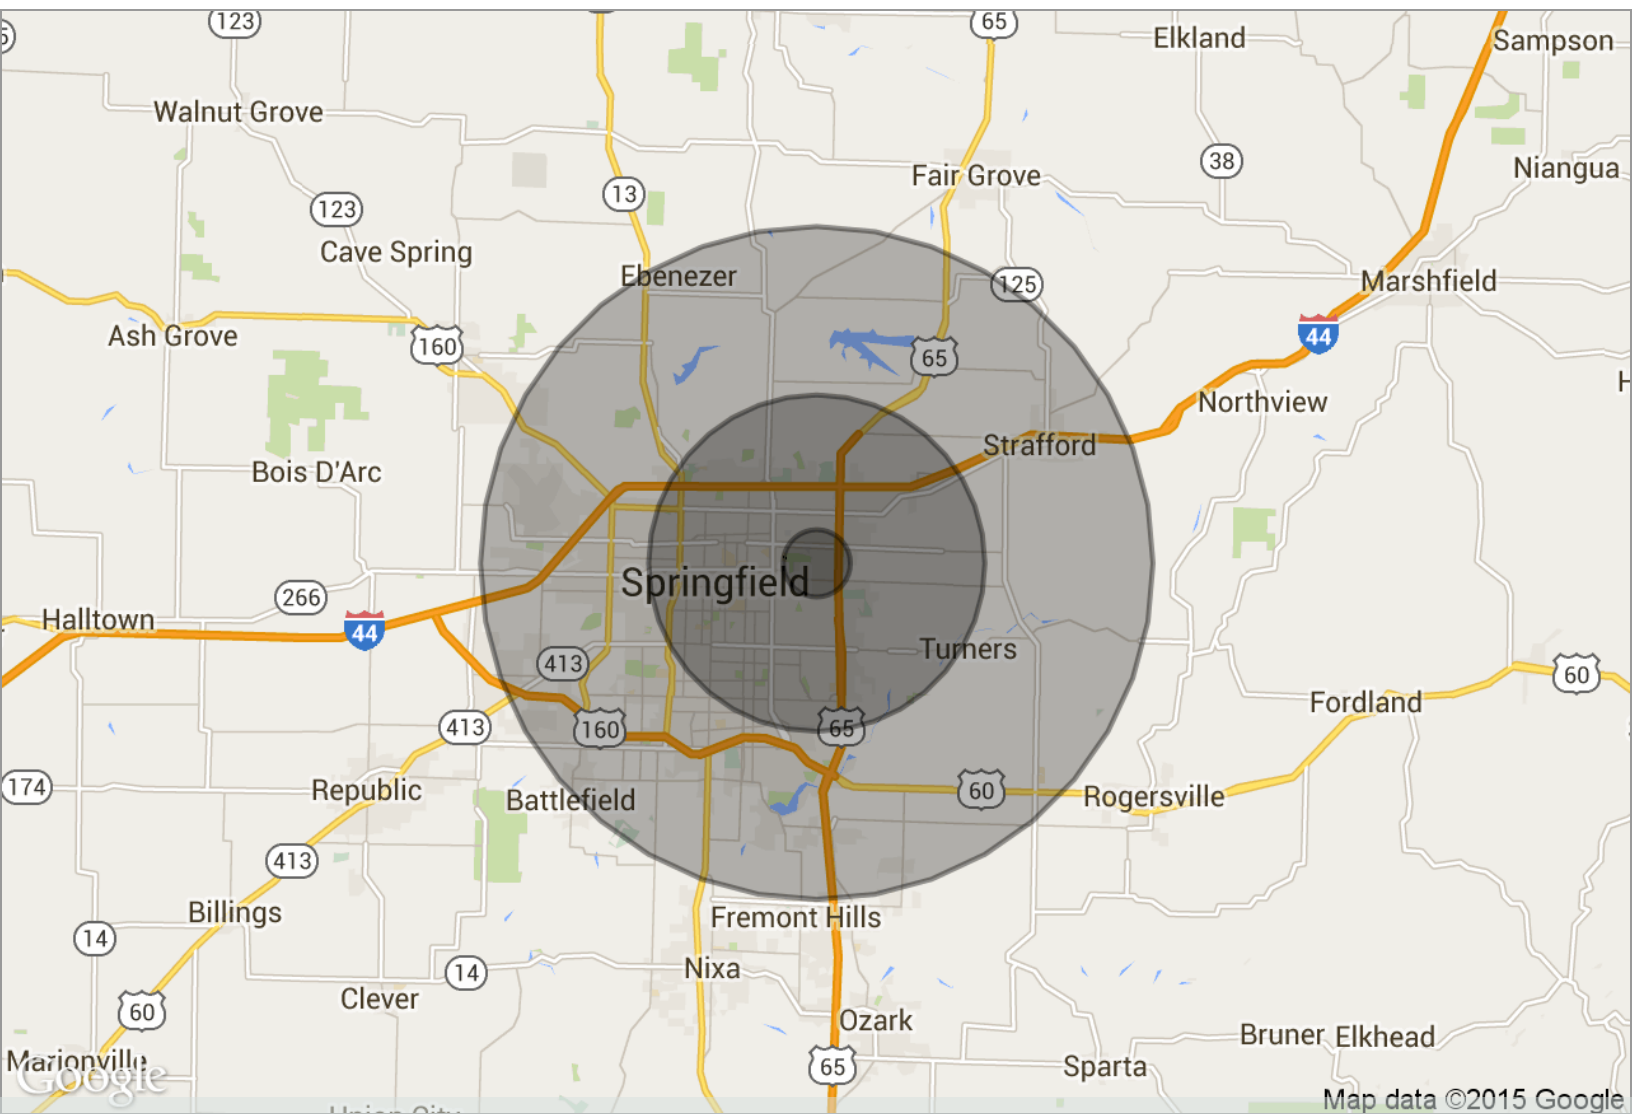 123
65
Elkland
Sampson
5
Walnut Grove
38
Niangua
Fair Grove
13
123
Cave Spring
Ebenezer
125
Marshfield
44
Ash Grove
160
65
H
Northview
Strafford
Bois D'Arc
Springfield
266
Halltown
44
Turners
413
60
Fordland
413
160
65
174
Republic
Battlefield
60
Rogersville
413
Billings
Fremont Hills
14
Nixa
14
Clever
60
Ozark
Bruner
Elkhead
Marionville
Google
65
Sparta
Map data ©2015 Google
Union City